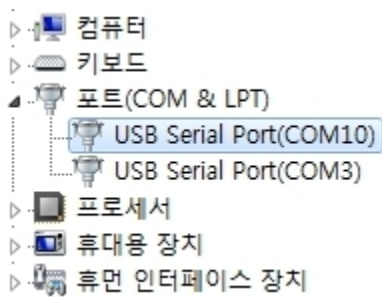 컴퓨터
키보드
포트(COM & LPT)
USB Serial Port(COM10)
USB Serial Port(COM3)
프로세서
휴대용 장치
휴먼 인터페이스 장치